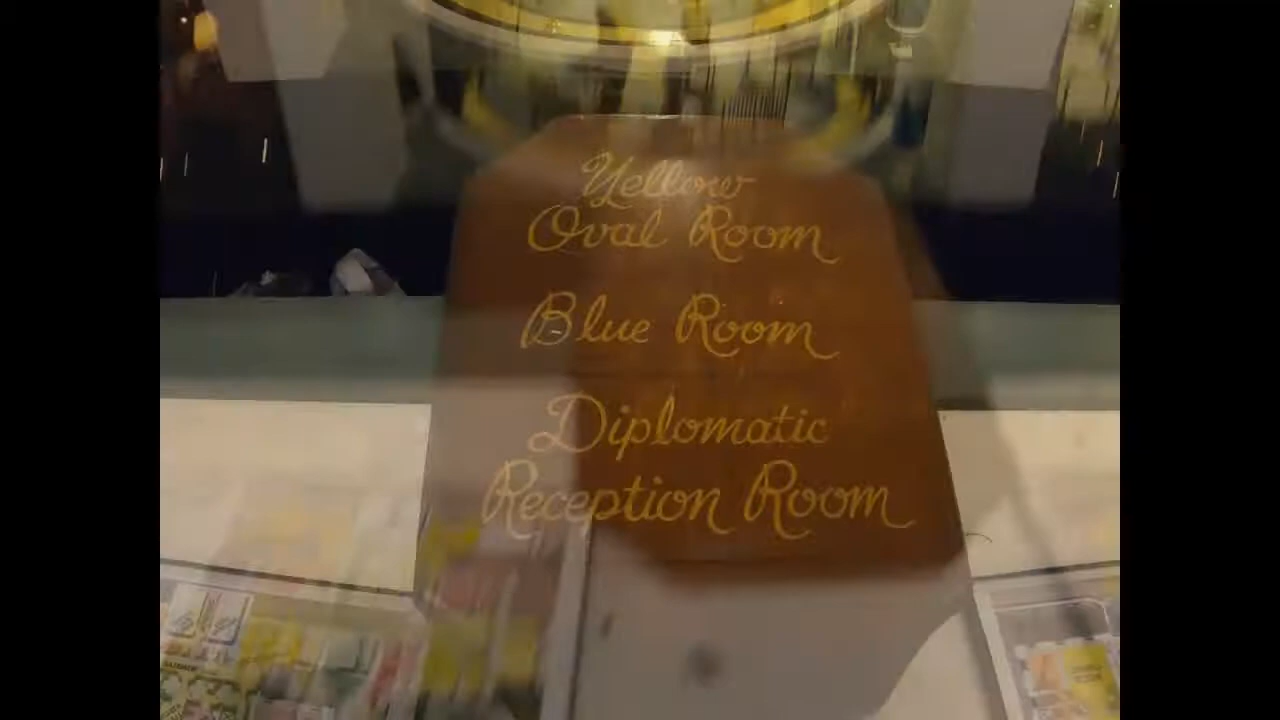 Yellow
Oval Room
Blue Room
Diplomatic
Reception Room